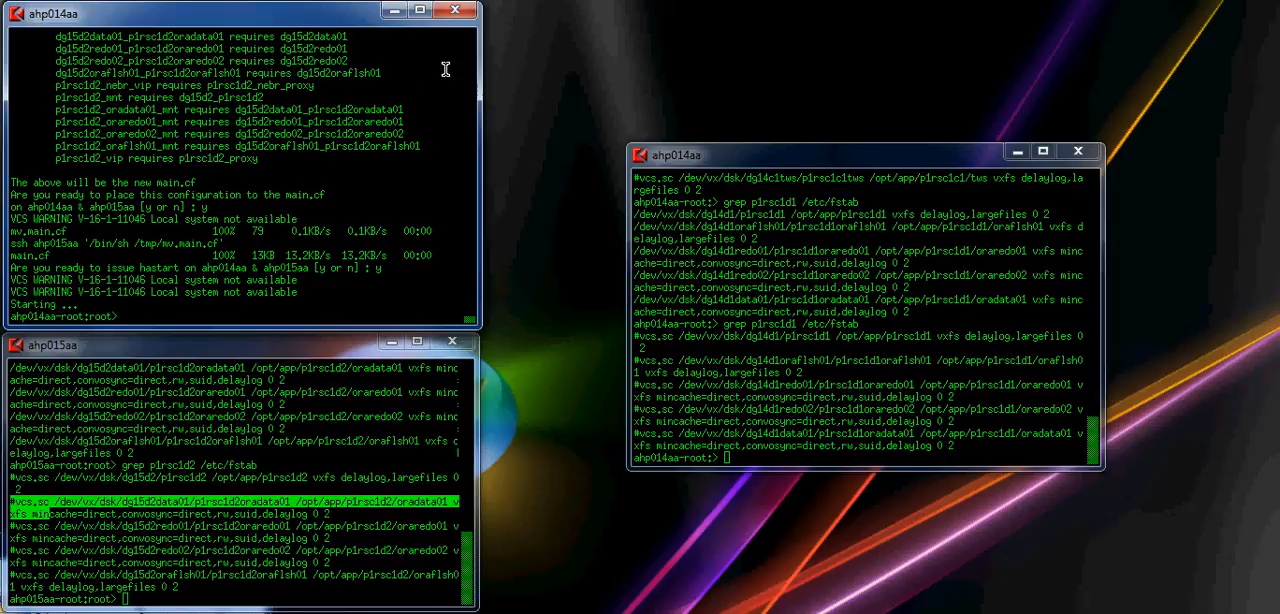 ahp014aa
dg15d2data01_p1rsc1d2oradata01 requires dg15d2data01
dg15d2redo01_p1rsc1d2oraredo01 requires dg15d2redo01
dg15d2redo02_p1rsc1d2oraredo02 requires dg15d2redo02
dg15d2oraflsh01_p1rsc1d2oraflsh01 requires dg15d2oraflsh01
p1rsc1d2_nebr_vip requires p1rsc1d2_nebr_proxy
p1rsc1d2_mnt requires dg15d2_p1rsc1d2
p1rsc1d2_oradata01_mnt requires dg15d2data01_p1rsc1d2oradata01
p1rsc1d2_oraredo01_mnt requires dg15d2redo01_p1rsc1d2oraredo01
p1rsc1d2_oraredo02_mnt requires dg15d2redo02_p1rsc1d2oraredo02
p1rsc1d2_oraflsh01_mnt requires dg15d2oraflsh01_p1rsc1d2oraflsh01
p1rsc1d2_vip requires p1rsc1d2_proxy
The above will be the new main.cf
Are you ready to place this configuration to the main.cf
on ahp014aa & ahp015aa [y or n] : y
VCS WARNING V-16-1-11046 Local system not available
mv.main.cf 100% 79 0.1KB/s 0.1KB/s 00:00
ssh ahp015aa '/bin/sh /tmp/mv.main.cf'
main.cf 100% 13KB 13.2KB/s 13.2KB/s 00:00
Are you ready to issue hastart on ahp014aa & ahp015aa [y or n] : y
VCS WARNING V-16-1-11046 Local system not available
VCS WARNING V-16-1-11046 Local system not available
Starting ...
ahp014aa-root:root>
ahp015aa
/dev/vx/dsk/dg15d2data01/p1rsc1d2oradata01 /opt/app/p1rsc1d2/oradata01 vxfs minc
ache=direct,convosync=direct,rw,suid,delaylog 0 2
/dev/vx/dsk/dg15d2redo01/p1rsc1d2oraredo01 /opt/app/p1rsc1d2/oraredo01 vxfs minc
ache=direct,convosync=direct,rw,suid,delaylog 0 2
/dev/vx/dsk/dg15d2redo02/p1rsc1d2oraredo02 /opt/app/p1rsc1d2/oraredo02 vxfs minc
ache=direct,convosync=direct,rw,suid,delaylog 0 2
/dev/vx/dsk/dg15d2oraflsh01/p1rsc1d2oraflsh01 /opt/app/p1rsc1d2/oraflsh01 vxfs d
elaylog,largefiles 0 2
ahp015aa-root:root> grep p1rsc1d2 /etc/fstab
#vcs.sc /dev/vx/dsk/dg15d2/p1rsc1d2 /opt/app/p1rsc1d2 vxfs delaylog,largefiles 0
2
#vcs.sc /dev/vx/dsk/dg15d2data01/p1rsc1d2oradata01 /opt/app/p1rsc1d2/oradata01 v
xfs mincache=direct,convosync=direct,rw,suid,delaylog 0 2
#vcs.sc /dev/vx/dsk/dg15d2redo01/p1rsc1d2oraredo01 /opt/app/p1rsc1d2/oraredo01 v
xfs mincache=direct,convosync=direct,rw,suid,delaylog 0 2
#vcs.sc /dev/vx/dsk/dg15d2redo02/p1rsc1d2oraredo02 /opt/app/p1rsc1d2/oraredo02 v
xfs mincache=direct,convosync=direct,rw,suid,delaylog 0 2
#vcs.sc /dev/vx/dsk/dg15d2oraflsh01/p1rsc1d2oraflsh01 /opt/app/p1rsc1d2/oraflsh0
1 vxfs delaylog,largefiles 0 2
ahp015aa-root:root>
ahp014aa
#vcs.sc /dev/vx/dsk/dg14c1tws/p1rsc1c1tws /opt/app/p1rsc1c1/tws vxfs delaylog,la
rgefiles 0 2
ahp014aa-root:> grep p1rsc1d1 /etc/fstab
/dev/vx/dsk/dg14d1/p1rsc1d1 /opt/app/p1rsc1d1 vxfs delaylog,largefiles 0 2
/dev/vx/dsk/dg14d1oraflsh01/p1rsc1d1oraflsh01 /opt/app/p1rsc1d1/oraflsh01 vxfs d
elaylog,largefiles 0 2
/dev/vx/dsk/dg14d1redo01/p1rsc1d1oraredo01 /opt/app/p1rsc1d1/oraredo01 vxfs minc
ache=direct,convosync=direct,rw,suid,delaylog 0 2
/dev/vx/dsk/dg14d1redo02/p1rsc1d1oraredo02 /opt/app/p1rsc1d1/oraredo02 vxfs minc
ache=direct,convosync=direct,rw,suid,delaylog 0 2
/dev/vx/dsk/dg14d1data01/p1rsc1d1oradata01 /opt/app/p1rsc1d1/oradata01 vxfs minc
ache=direct,convosync=direct,rw,suid,delaylog 0 2
ahp014aa-root:> grep p1rsc1d1 /etc/fstab
#vcs.sc /dev/vx/dsk/dg14d1/p1rsc1d1 /opt/app/p1rsc1d1 vxfs delaylog,largefiles 0
2
#vcs.sc /dev/vx/dsk/dg14d1oraflsh01/p1rsc1d1oraflsh01 /opt/app/p1rsc1d1/oraflsh0
1 vxfs delaylog,largefiles 0 2
#vcs.sc /dev/vx/dsk/dg14d1redo01/p1rsc1d1oraredo01 /opt/app/p1rsc1d1/oraredo01 v
xfs mincache=direct,convosync=direct,rw,suid,delaylog 0 2
#vcs.sc /dev/vx/dsk/dg14d1redo02/p1rsc1d1oraredo02 /opt/app/p1rsc1d1/oraredo02 v
xfs mincache=direct,convosync=direct,rw,suid,delaylog 0 2
#vcs.sc /dev/vx/dsk/dg14d1data01/p1rsc1d1oradata01 /opt/app/p1rsc1d1/oradata01 v
xfs mincache=direct,convosync=direct,rw,suid,delaylog 0 2
ahp014aa-root:>